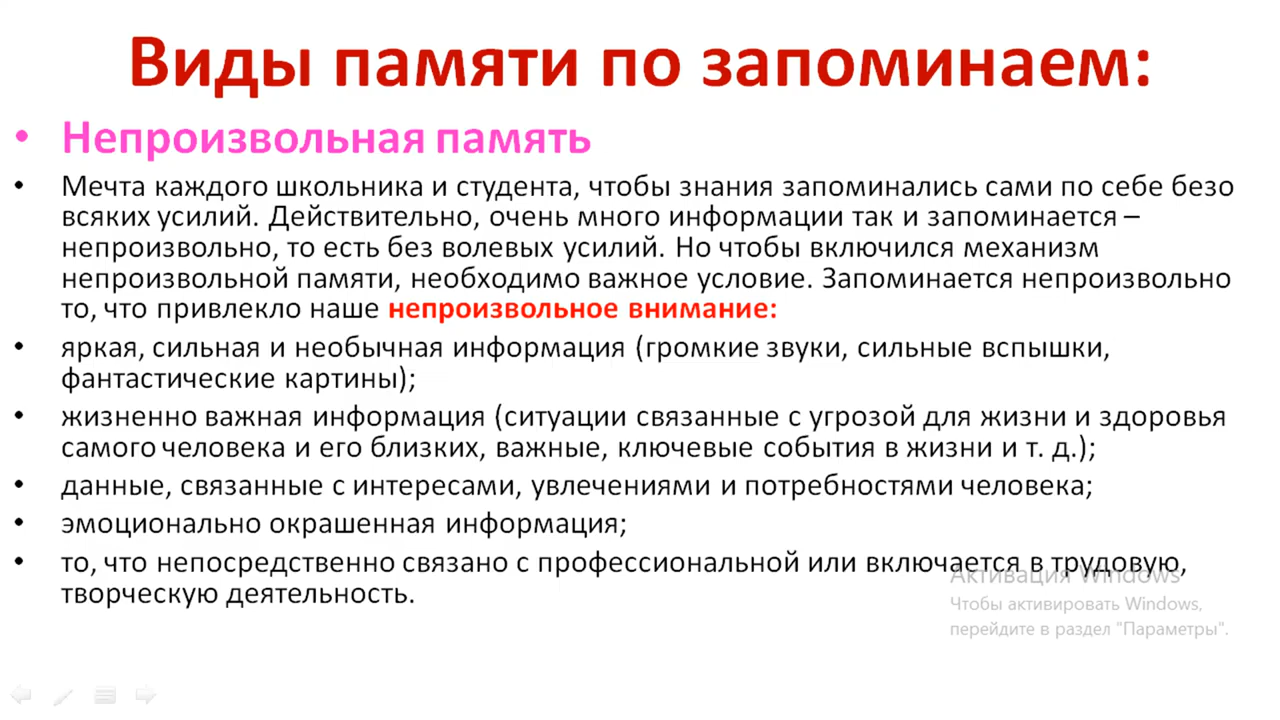 Виды памяти по запоминаем:
• Непроизвольная память
• Мечта каждого школьника и студента, чтобы знания запоминались сами по себе безо
всяких усилий. Действительно, очень много информации так и запоминается –
непроизвольно, то есть без волевых усилий. Но чтобы включился механизм
непроизвольной памяти, необходимо важное условие. Запоминается непроизвольно
то, что привлекло наше непроизвольное внимание:
• яркая, сильная и необычная информация (громкие звуки, сильные вспышки,
фантастические картины);
• жизненно важная информация (ситуации связанные с угрозой для жизни и здоровья
самого человека и его близких, важные, ключевые события в жизни и т. д.);
• данные, связанные с интересами, увлечениями и потребностями человека;
• эмоционально окрашенная информация;
• то, что непосредственно связано с профессиональной или включается в трудовую,
творческую деятельность.
Активация Windows
Чтобы активировать Windows,
перейдите в раздел "Параметры".